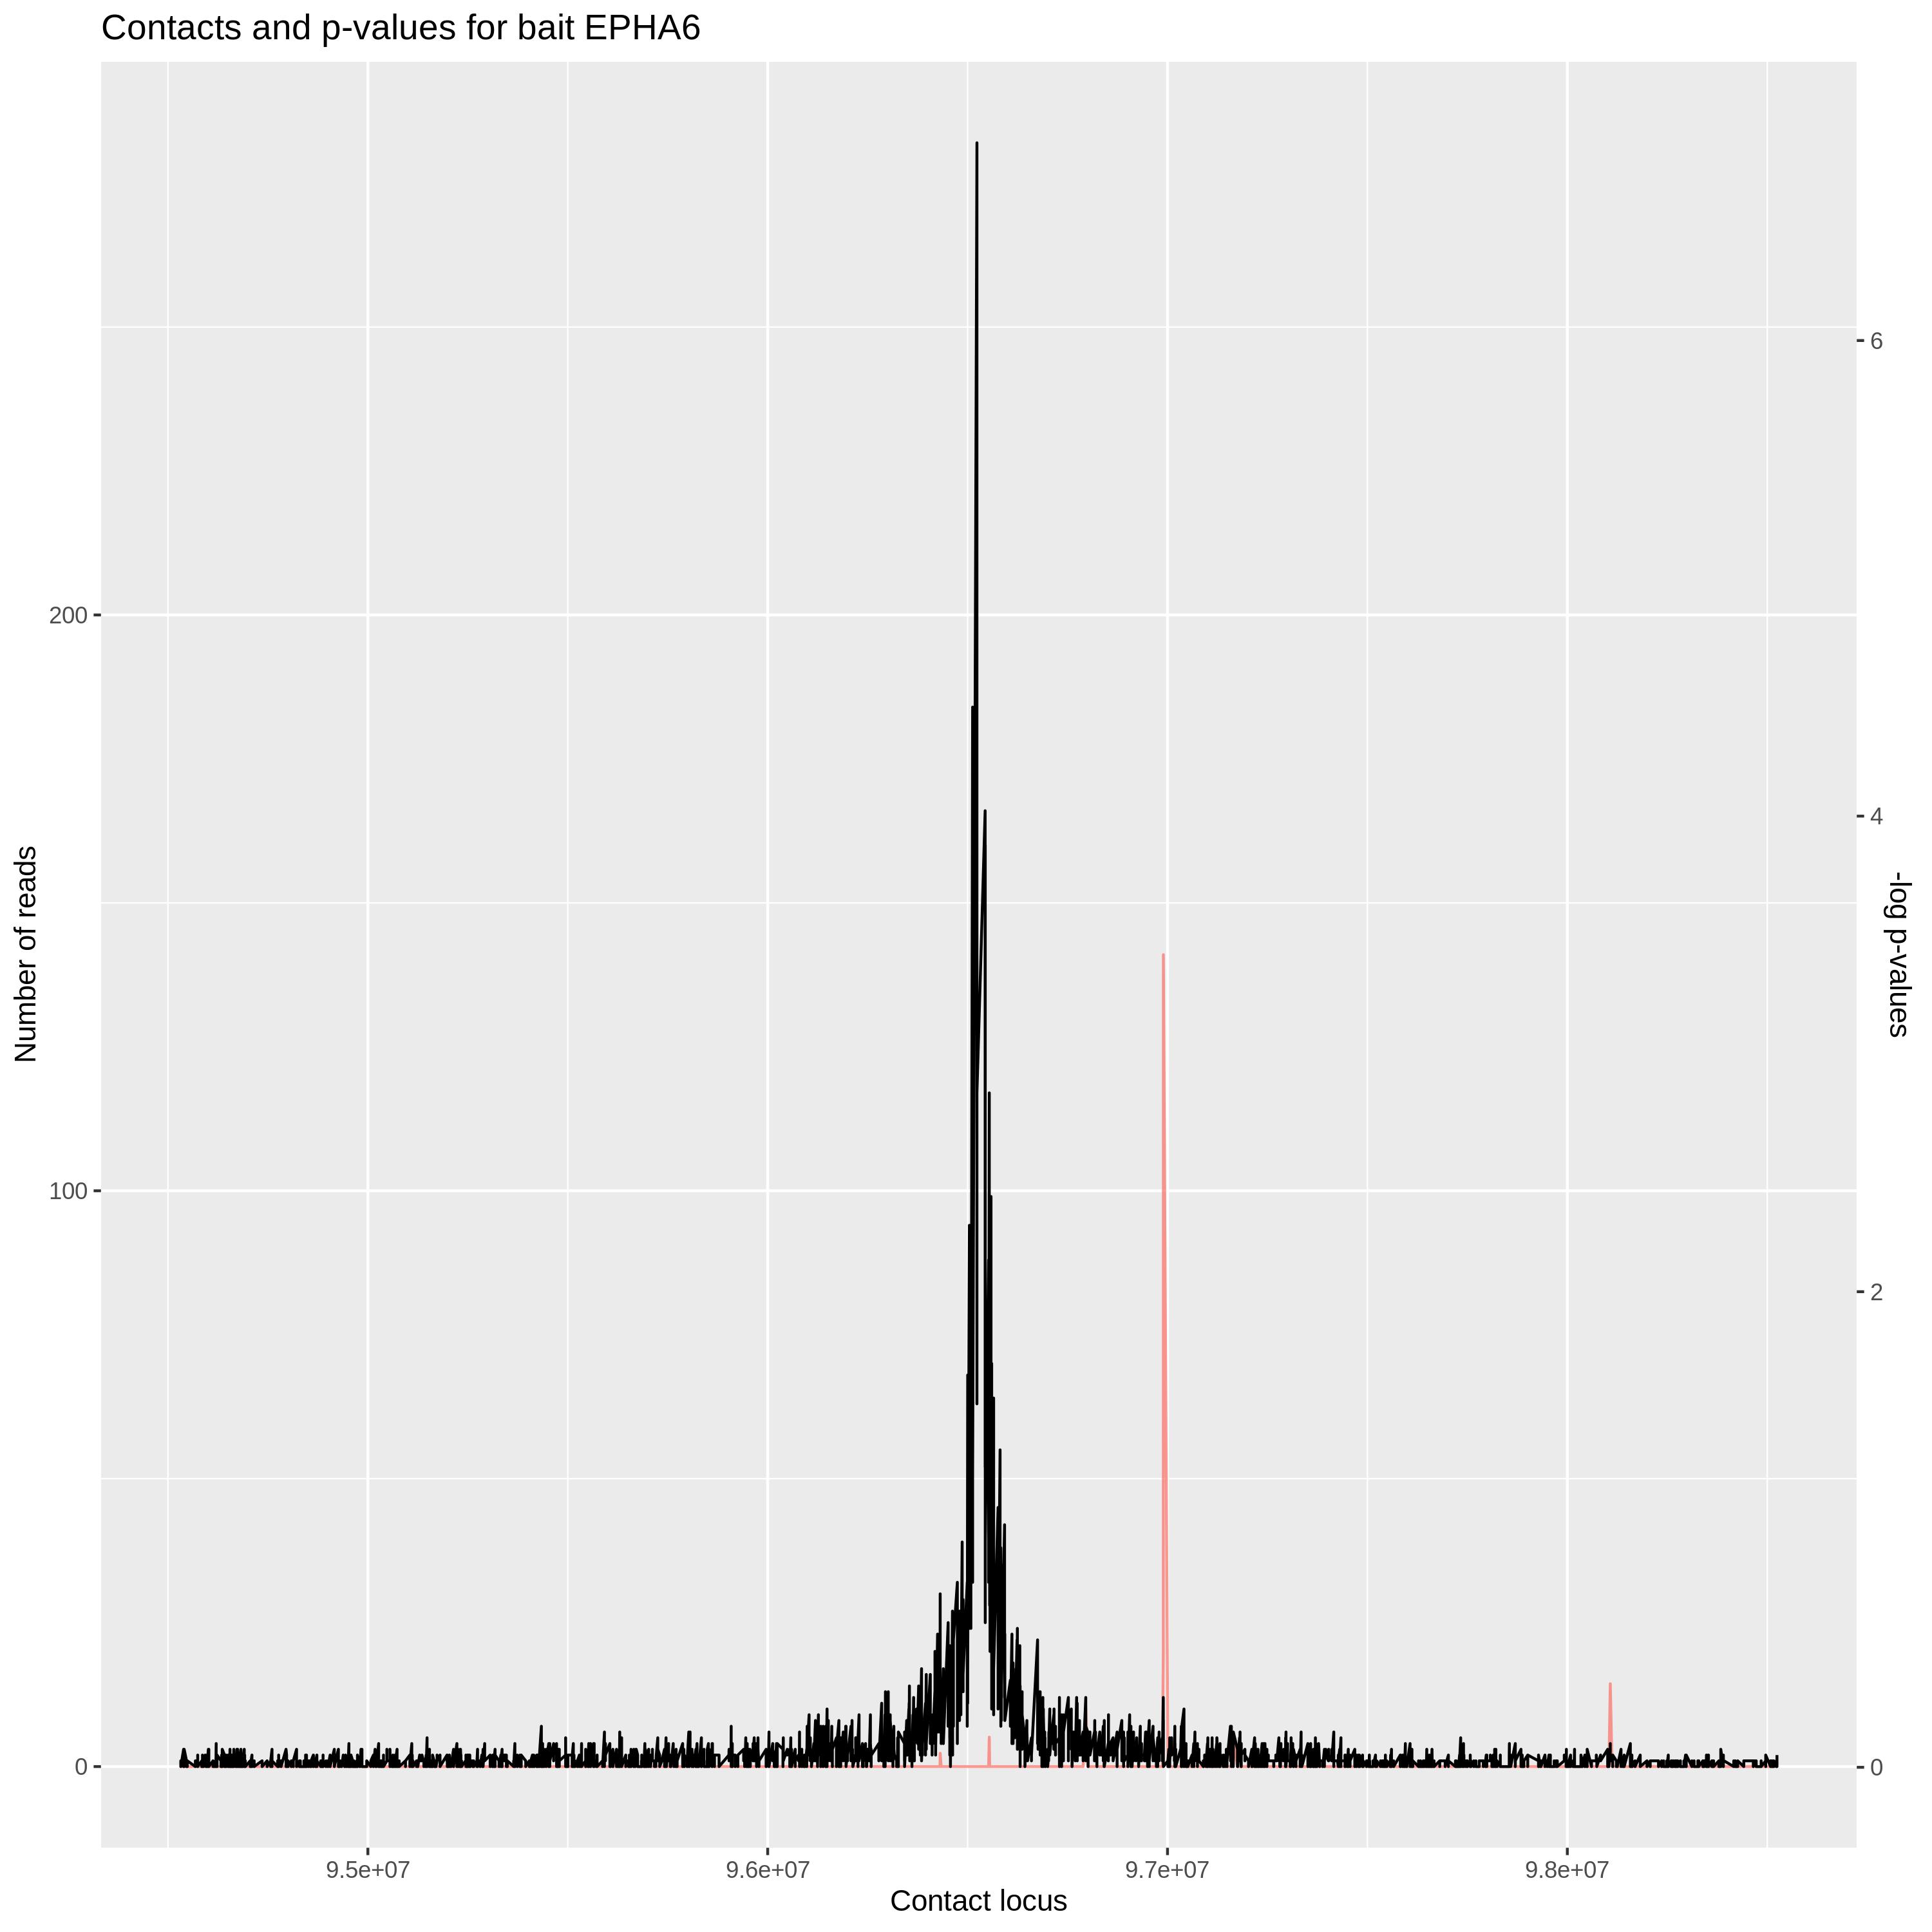 Contacts and p-values for bait EPHA6
200
100
0
Number of reads
6
4
2
0
-log p-values
9.5e+07
9.6e+07
9.7e+07
9.8e+07
Contact locus